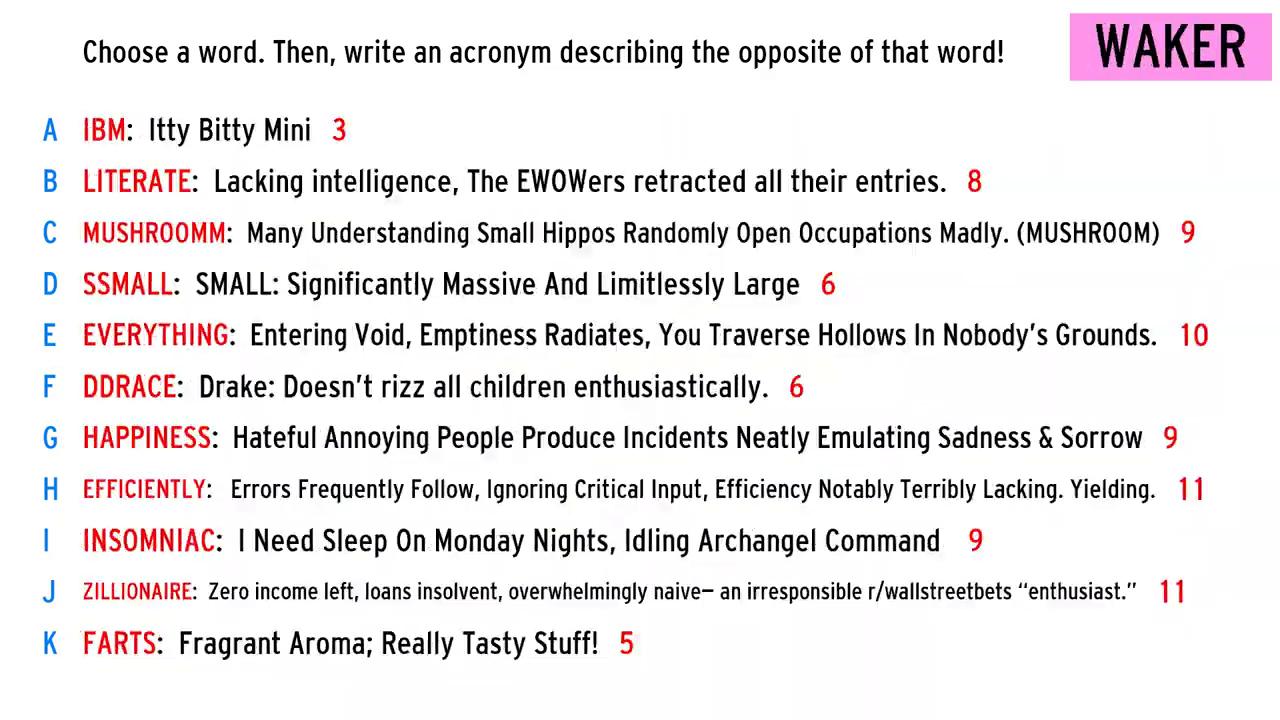 Choose a word. Then, write an acronym describing the opposite of that word!
WAKER
A IBM: Itty Bitty Mini 3
B LITERATE: Lacking intelligence, The EWOWers retracted all their entries. 8
C MUSHROOMM: Many Understanding Small Hippos Randomly Open Occupations Madly. (MUSHROOM) 9
D SSMALL: SMALL: Significantly Massive And Limitlessly Large 6
E EVERYTHING: Entering Void, Emptiness Radiates, You Traverse Hollows In Nobody's Grounds. 10
F DDRACE: Drake: Doesn't rizz all children enthusiastically. 6
G HAPPINESS: Hateful Annoying People Produce Incidents Neatly Emulating Sadness & Sorrow 9
H EFFICIENTLY: Errors Frequently Follow, Ignoring Critical Input, Efficiency Notably Terribly Lacking. Yielding. 11
I INSOMNIAC: I Need Sleep On Monday Nights, Idling Archangel Command 9
J ZILLIONAIRE: Zero income left, loans insolvent, overwhelmingly naive— an irresponsible r/wallstreetbets “enthusiast.” 11
K FARTS: Fragrant Aroma; Really Tasty Stuff! 5